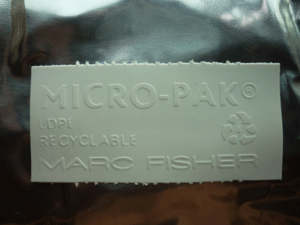 MICRO-PAK©
LDPE
RECYCLABLE
MARC FISHER